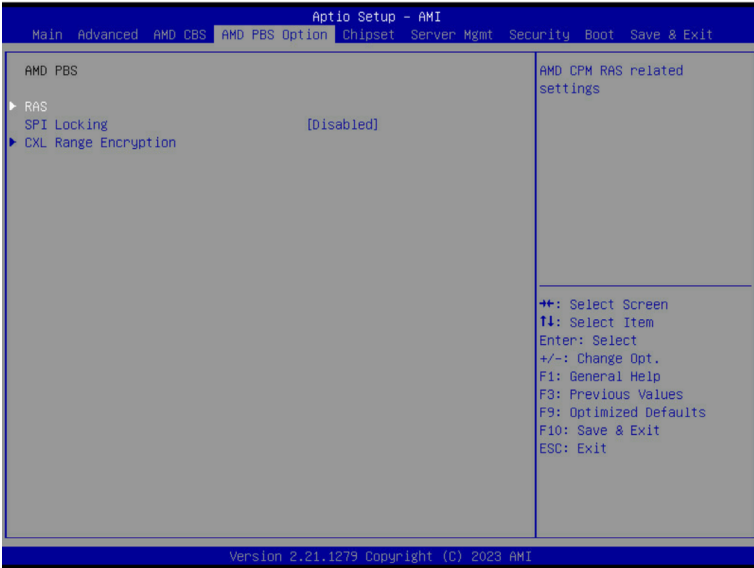 Aptio Setup - AMI
Main Advanced AMD CBS AMD PBS Option Chipset Server Mgmt Security Boot Save & Exit
AMD PBS
RAS
SPI Locking [Disabled]
CXL Range Encryption
AMD CPM RAS related
settings
→←: Select Screen
↑↓: Select Item
Enter: Select
+/-: Change Opt.
F1: General Help
F3: Previous Values
F9: Optimized Defaults
F10: Save & Exit
ESC: Exit
Version 2.21.1279 Copyright (C) 2023 AMI